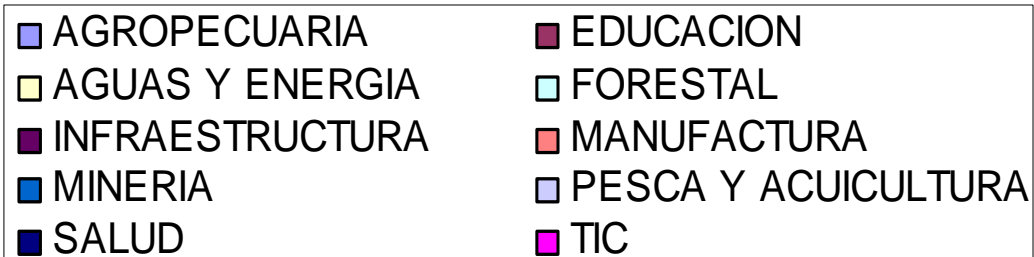 AGROPECUARIA EDUCACION
AGUAS Y ENERGIA FORESTAL
INFRAESTRUCTURA MANUFACTURA
MINERIA PESCA Y ACUICULTURA
SALUD TIC